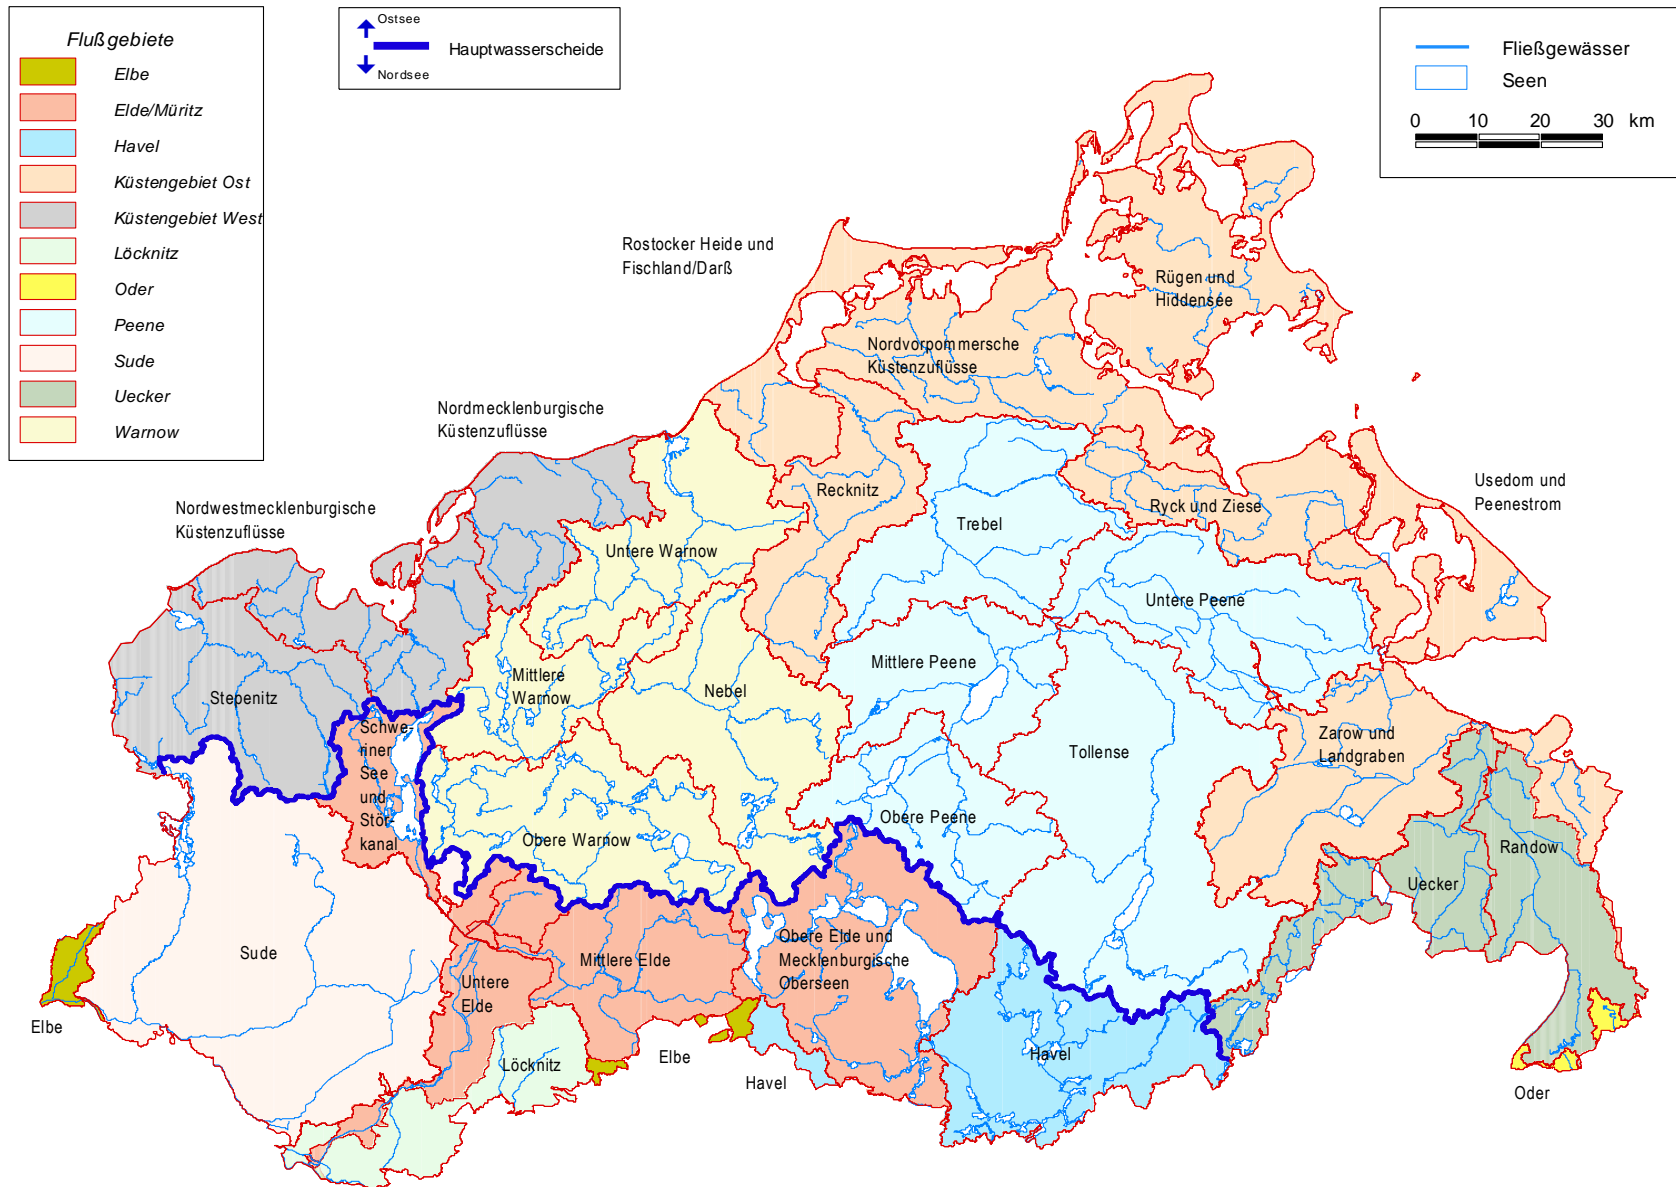 Flußgebiete
Elbe
Elde/Müritz
Havel
Küstengebiet Ost
Küstengebiet West
Löcknitz
Oder
Peene
Sude
Uecker
Warnow
Ostsee
Hauptwasserscheide
Nordsee
Fließgewässer
Seen
0 10 20 30 km
Rostocker Heide und
Fischland/Darß
Rügen und
Hiddensee
Nordvorpommersche
Küstenzuflüsse
Nordmecklenburgische
Küstenzuflüsse
Nordwestmecklenburgische
Küstenzuflüsse
Recknitz
Ryck und Ziese
Usedom und
Peenestrom
Trebel
Untere Warnow
Untere Peene
Mittlere Peene
Mittlere
Warnow
Nebel
Stepenitz
Schwe-
riner
See
und
Stör-
kanal
Tollense
Zarow und
Landgraben
Obere Peene
Obere Warnow
Randow
Uecker
Sude
Mittlere Elde
Obere Elde und
Mecklenburgische
Oberseen
Untere
Elde
Elbe
Löcknitz
Elbe
Havel
Havel
Oder